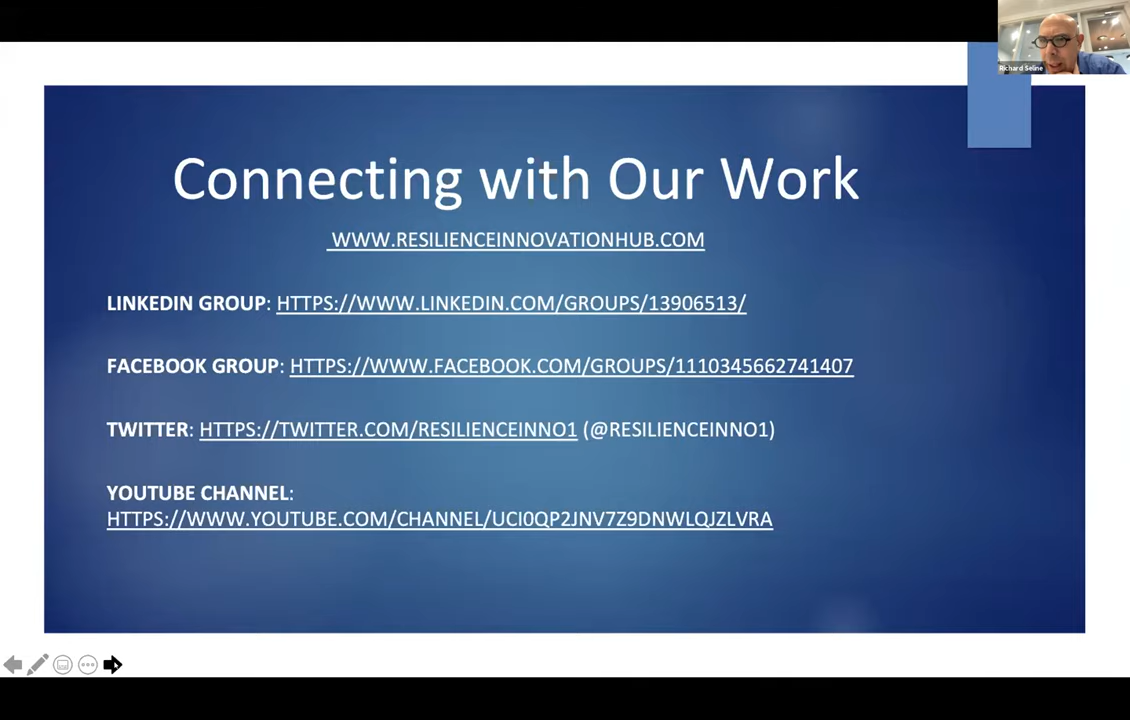 Richard Seline
Connecting with Our Work
WWW.RESILIENCEINNOVATIONHUB.COM
LINKEDIN GROUP: HTTPS://WWW.LINKEDIN.COM/GROUPS/13906513/
FACEBOOK GROUP: HTTPS://WWW.FACEBOOK.COM/GROUPS/1110345662741407
TWITTER: HTTPS://TWITTER.COM/RESILIENCEINNO1 (@RESILIENCEINNO1)
YOUTUBE CHANNEL:
HTTPS://WWW.YOUTUBE.COM/CHANNEL/UCI0QP2JNV7Z9DNWLQJZLVRA